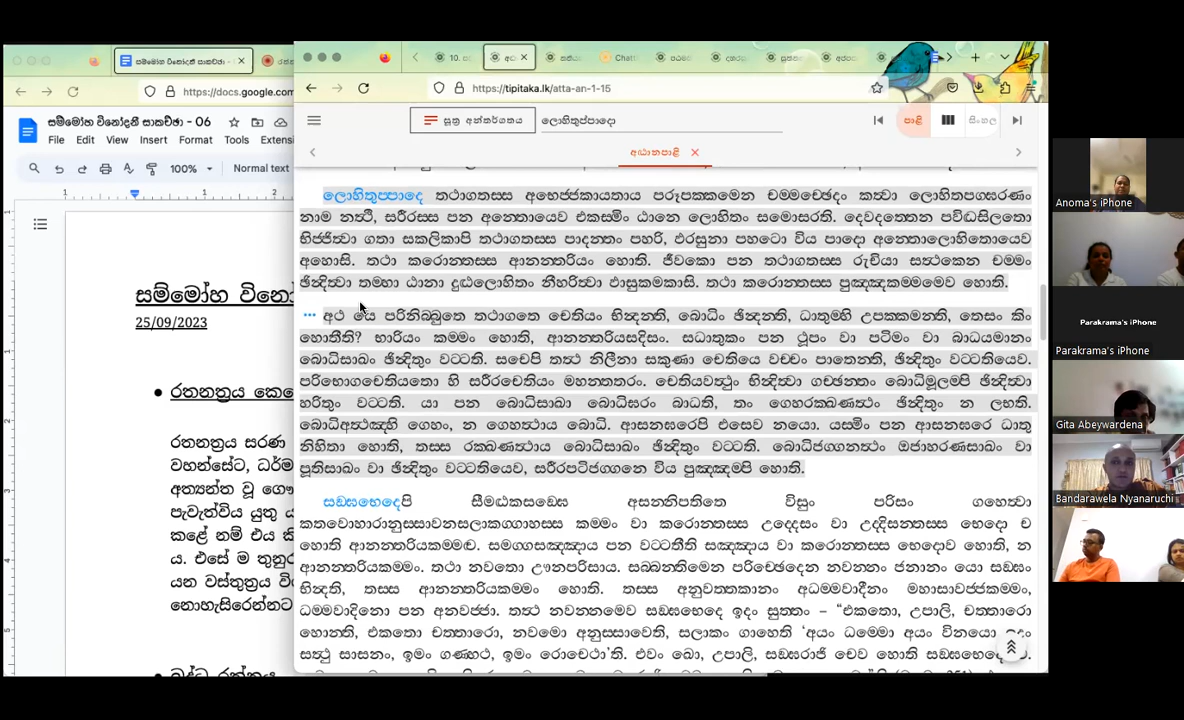 සම්මෝහ විනෝදනී සාකච්ඡා
https://docs.google.com
සම්මෝහ විනෝදනී සාකච්ඡා - 06
File Edit View Insert Format Tools
100% Normal text
සම්මෝහ විනෝ
25/09/2023
රතනත්‍රය කෙ
රතනත්‍රය සරණ
වහන්සේට, ධර්ම
අත්‍යන්ත වූ ගෞ
පැවැත්විය යුතු ය
කළේ නම් එය කි
ය. එසේ ම තුනුර
යන වස්තුත්‍රය වි
නොහැසිරෙන්නට
බුද්ධ රත්නය
https://tipitaka.lk/atta-an-1-15
සූත්‍ර අන්තර්ගතය
ලොහිතුප්පාදො
පාළි
සිංහල
අට්ඨානපාළි
ලොහිතුප්පාදෙ තථාගතස්ස අභෙජ්ජකායතාය පරූපක්කමෙන චම්මච්ඡෙදං කත්වා ලොහිතපග්ඝරණං
නාම නත්ථි, සරීරස්ස පන අන්තොයෙව එකස්මිං ඨානෙ ලොහිතං සමොසරති. දෙවදත්තෙන පවිද්ධසිලතො
භිජ්ජිත්වා ගතා සකලිකාපි තථාගතස්ස පාදන්තං පහරි, ඵරසුනා පහටො විය පාදො අන්තොලොහිතොයෙව
අහොසි. තථා කරොන්තස්ස ආනන්තරියං හොති. ජීවකො පන තථාගතස්ස රුචියා සත්ථකෙන චම්මං
ඡින්දිත්වා තම්හා ඨානා දුට්ඨලොහිතං නීහරිත්වා ඵාසුකමකාසි. තථා කරොන්තස්ස පුඤ්ඤකම්මමෙව හොති.
අථ යෙ පරිනිබ්බුතෙ තථාගතෙ චෙතියං භින්දන්ති, බොධිං ඡින්දන්ති, ධාතුම්හි උපක්කමන්ති, තෙසං කිං
හොතීති? භාරියං කම්මං හොති, ආනන්තරියසදිසං. සධාතුකං පන ථූපං වා පටිමං වා බාධයමානං
බොධිසාඛං ඡින්දිතුං වට්ටති. සචෙපි තත්ථ නිලීනා සකුණා චෙතියෙ වච්චං පාතෙන්ති, ඡින්දිතුං වට්ටතියෙව.
පරිභොගචෙතියතො හි සරීරචෙතියං මහන්තතරං. චෙතියවත්ථුං භින්දිත්වා ගච්ඡන්තං බොධිමූලම්පි ඡින්දිත්වා
හරිතුං වට්ටති. යා පන බොධිසාඛා බොධිඝරං බාධති, තං ගෙහරක්ඛණත්ථං ඡින්දිතුං න ලභති.
බොධිඅත්ථඤ්හි ගෙහං, න ගෙහත්ථාය බොධි. ආසනඝරෙපි එසෙව නයො. යස්මිං පන ආසනඝරෙ ධාතු
නිහිතා හොති, තස්ස රක්ඛණත්ථාය බොධිසාඛං ඡින්දිතුං වට්ටති. බොධිජග්ගනත්ථං ඔජාහරණසාඛං වා
පූතිසාඛං වා ඡින්දිතුං වට්ටතියෙව, සරීරපටිජග්ගනෙ විය පුඤ්ඤම්පි හොති.
සඞ්ඝභෙදෙපි සීමට්ඨකසඞ්ඝෙ අසන්නිපතිතෙ විසුං පරිසං ගහෙත්වා
කතවොහාරානුස්සාවනසලාකග්ගාහස්ස කම්මං වා කරොන්තස්ස උද්දෙසං වා උද්දිසන්තස්ස භෙදො ච
හොති ආනන්තරියකම්මඤ්ච. සමග්ගසඤ්ඤාය පන වට්ටතීති සඤ්ඤාය වා කරොන්තස්ස භෙදොව හොති, න
ආනන්තරියකම්මං. තථා නවතො ඌනපරිසාය. සබ්බන්තිමෙන පරිච්ඡෙදෙන නවන්නං ජනානං යො සඞ්ඝං
භින්දති, තස්ස ආනන්තරියකම්මං හොති. තස්ස අනුවත්තකානං අධම්මවාදීනං මහාසාවජ්ජකම්මං,
ධම්මවාදිනො පන අනවජ්ජා. තත්ථ නවන්නමෙව සඞ්ඝභෙදෙ ඉදං සුත්තං – “එකතො, උපාලි, චත්තාරො
හොන්ති, එකතො චත්තාරො, නවමො අනුස්සාවෙති, සලාකං ගාහෙති ‘අයං ධම්මො අයං විනයො ඉදං
සත්ථු සාසනං, ඉමං ගණ්හථ, ඉමං රොචෙථා’ති. එවං ඛො, උපාලි, සඞ්ඝරාජි චෙව හොති සඞ්ඝභෙදො
Anoma's iPhone
Parakrama's iPhone
Parakrama's iPhone
Gita Abeywardena
Bandarawela Nyanaruchi